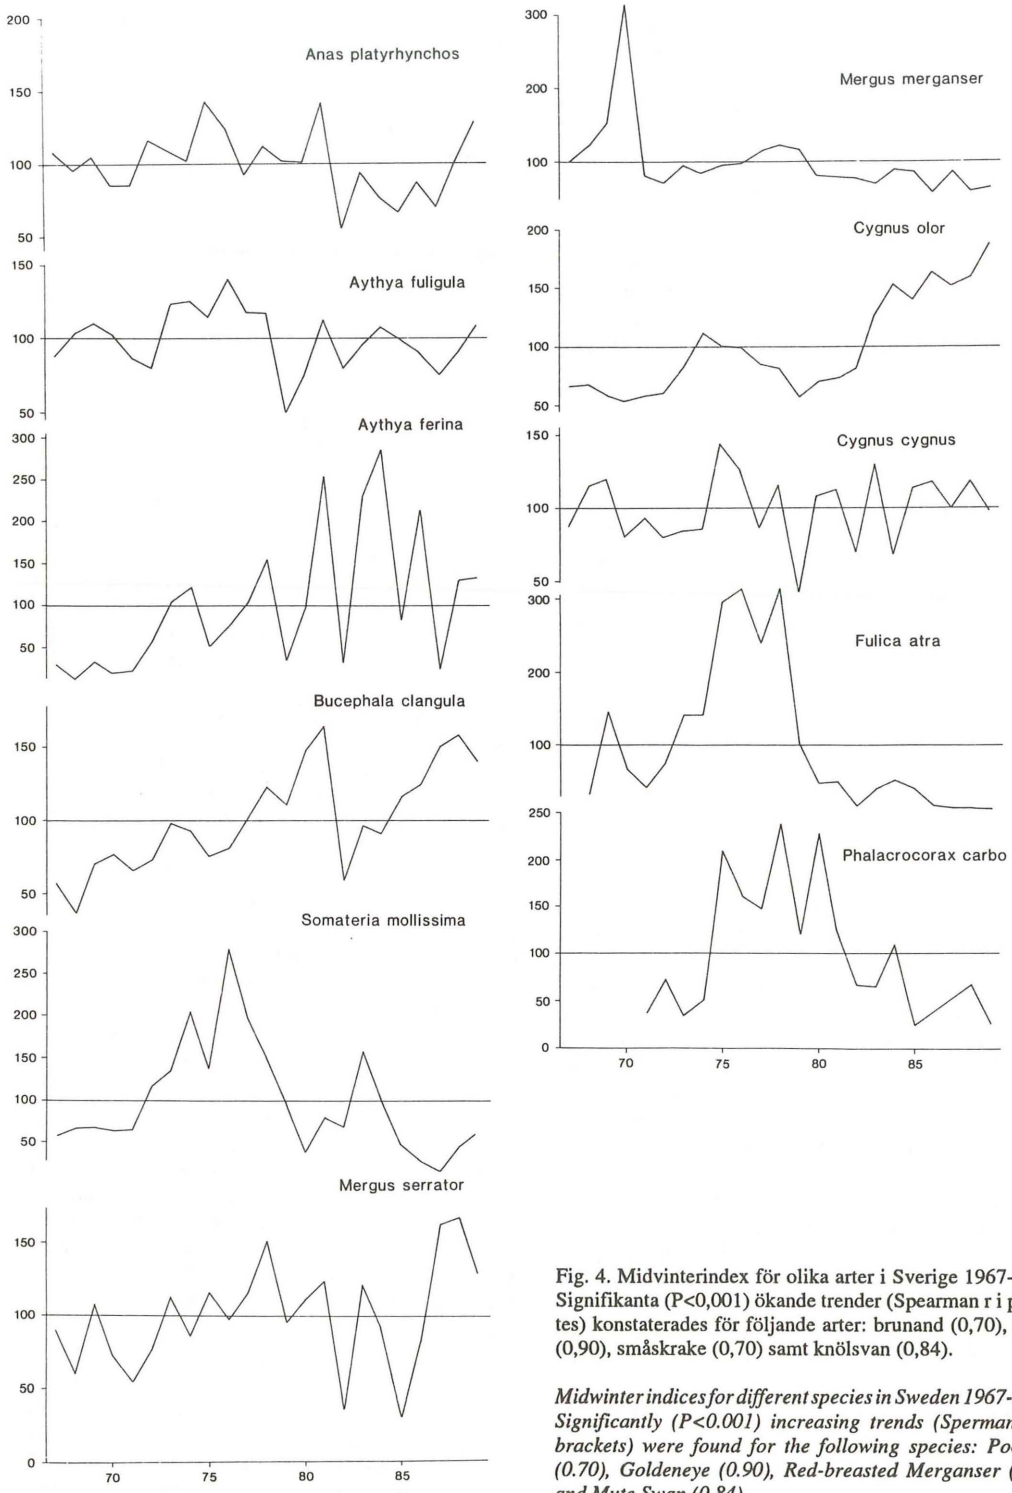 200
Anas platyrhynchos
150
100
50
150
Aythya fuligula
100
50
Aythya ferina
300
250
200
150
100
50
Bucephala clangula
150
100
50
Somateria mollissima
300
250
200
150
100
50
Mergus serrator
150
100
50
0
70 75 80 85
300
Mergus merganser
200
100
Cygnus olor
200
150
100
50
150
Cygnus cygnus
100
50
300
Fulica atra
200
100
250
Phalacrocorax carbo
200
150
100
50
0
70 75 80 85
Fig. 4. Midvinterindex för olika arter i Sverige 1967-
Signifikanta (P<0,001) ökande trender (Spearman r i p
tes) konstaterades för följande arter: brunand (0,70),
(0,90), småskrake (0,70) samt knölsvan (0,84).
Midwinter indices for different species in Sweden 1967-
Significantly (P<0.001) increasing trends (Sperman
brackets) were found for the following species: Po
(0.70), Goldeneye (0.90), Red-breasted Merganser (
and Mute Swan (0.84)